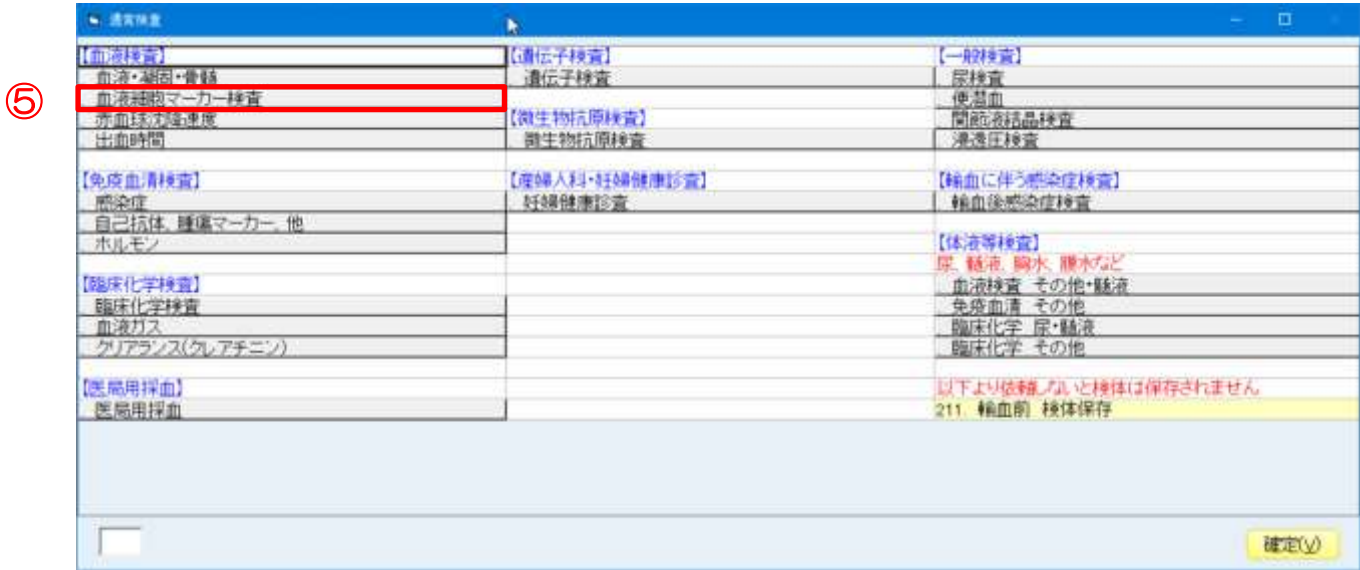 通常検査
⑤
【血液検査】
血液・凝固・骨髄
血液細胞マーカー検査
赤血球沈降速度
出血時間
【免疫血清検査】
感染症
自己抗体、腫瘍マーカー、他
ホルモン
【臨床化学検査】
臨床化学検査
血液ガス
クリアランス(クレアチニン)
【医局用採血】
医局用採血
【遺伝子検査】
遺伝子検査
【微生物抗原検査】
微生物抗原検査
【産婦人科・妊婦健康診査】
妊婦健康診査
【一般検査】
尿検査
便潜血
関節液結晶検査
浸透圧検査
【輸血に伴う感染症検査】
輸血後感染症検査
【体液等検査】
尿、髄液、胸水、腹水など
血液検査 その他・髄液
免疫血清 その他
臨床化学 尿・髄液
臨床化学 その他
以下より依頼しないと検体は保存されません
211. 輸血前 検体保存
確定(V)